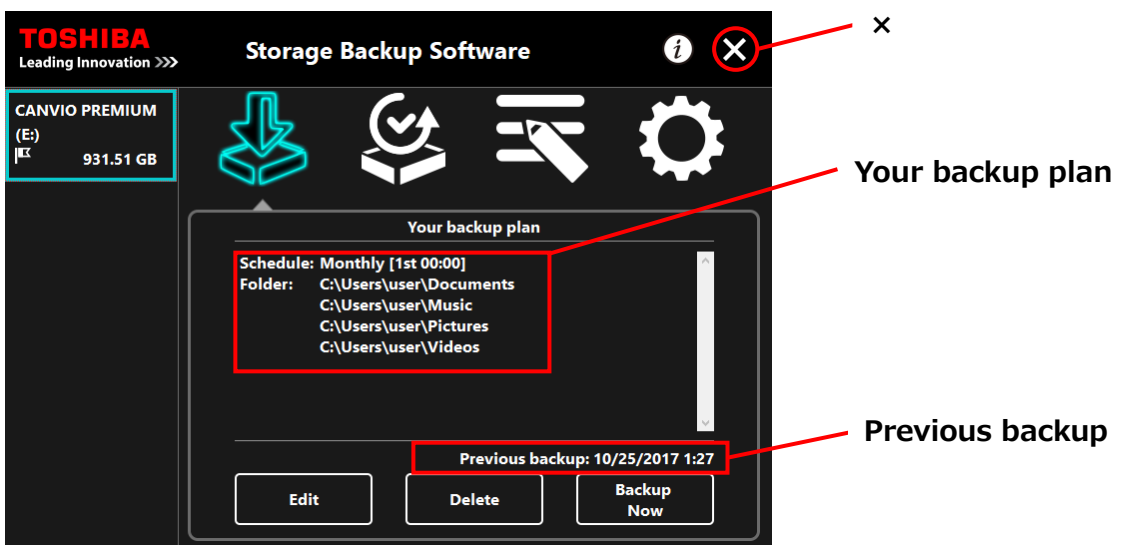 TOSHIBA
Leading Innovation >>>
Storage Backup Software
i
×
CANVIO PREMIUM
(E:)
931.51 GB
Your backup plan
Your backup plan
Schedule: Monthly [1st 00:00]
Folder: C:\Users\user\Documents
C:\Users\user\Music
C:\Users\user\Pictures
C:\Users\user\Videos
Previous backup
Previous backup: 10/25/2017 1:27
Edit
Delete
Backup
Now